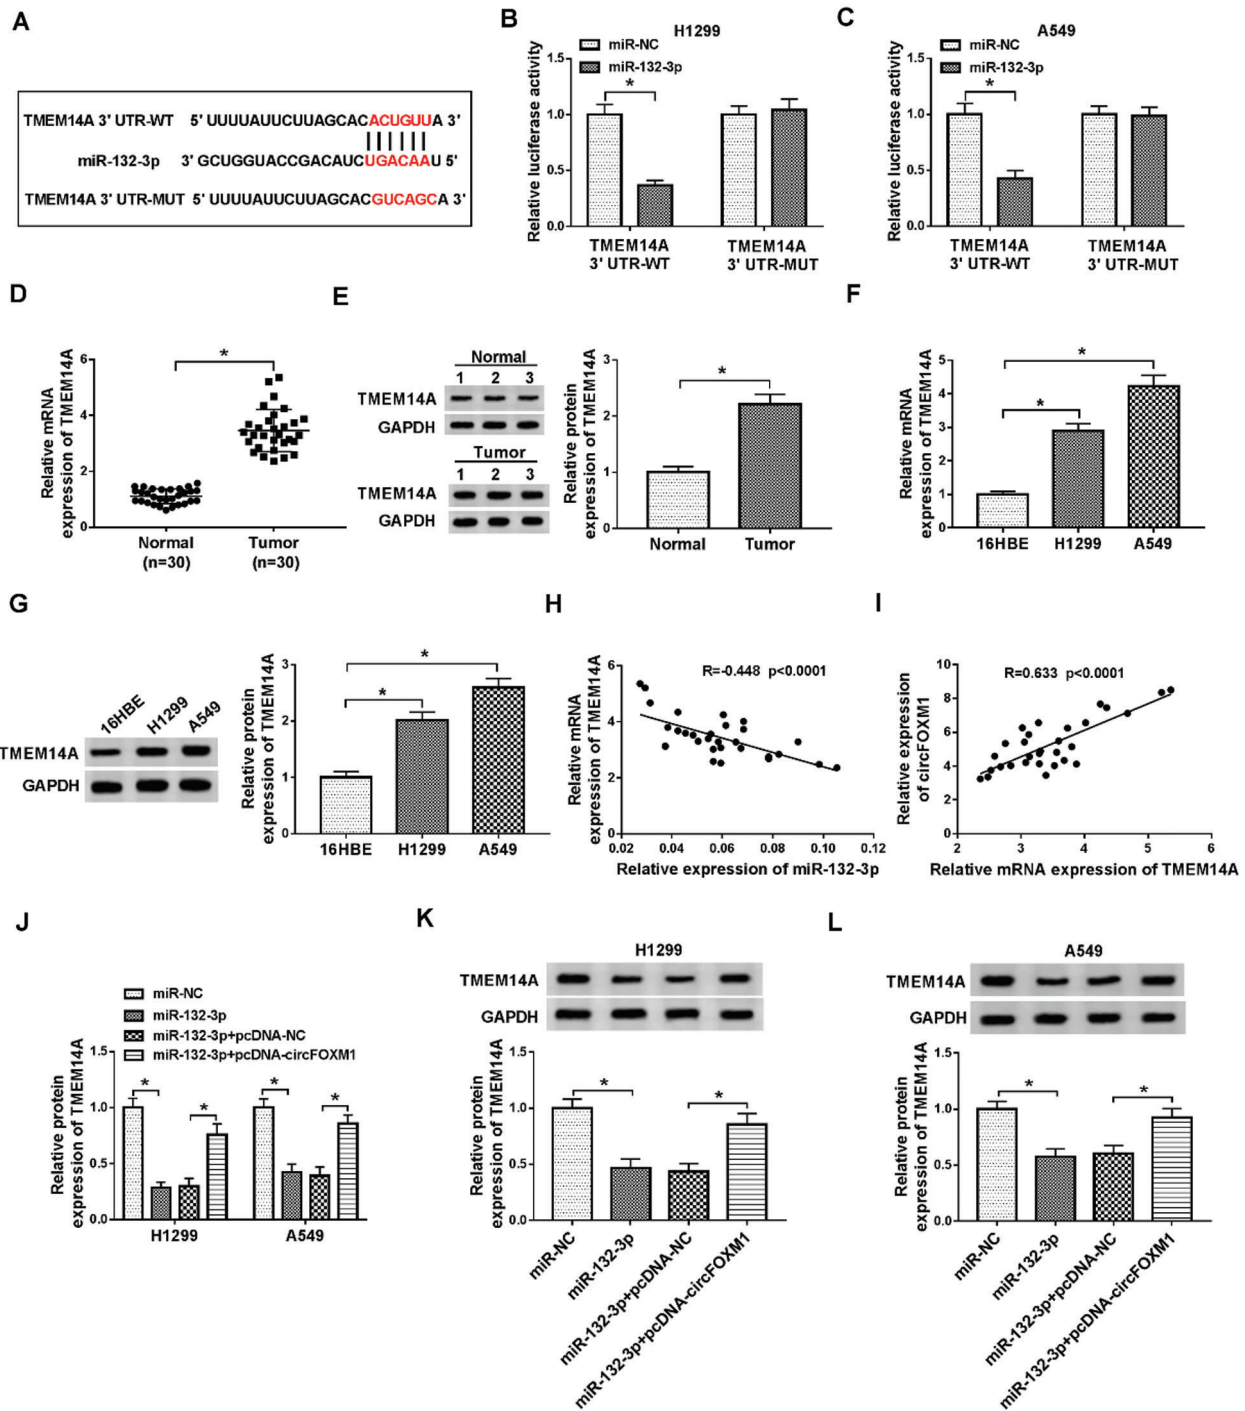 A
TMEM14A 3' UTR-WT 5' UUUUAUUCUUAGCACACUGUUA 3'
miR-132-3p 3' GCUGGUACCGACAUCUGACAAU 5'
TMEM14A 3' UTR-MUT 5' UUUUAUUCUUAGCACGUCAGCA 3'
B
H1299
miR-NC
miR-132-3p
Relative luciferase activity
1.5
1.0
0.5
0.0
*
TMEM14A
3' UTR-WT
TMEM14A
3' UTR-MUT
C
A549
miR-NC
miR-132-3p
Relative luciferase activity
1.5
1.0
0.5
0.0
*
TMEM14A
3' UTR-WT
TMEM14A
3' UTR-MUT
D
Relative mRNA
expression of TMEM14A
6
4
2
0
*
Normal
(n=30)
Tumor
(n=30)
E
Normal
1 2 3
TMEM14A
GAPDH
Tumor
1 2 3
TMEM14A
GAPDH
Relative protein
expression of TMEM14A
3
2
1
0
*
Normal Tumor
F
Relative mRNA
expression of TMEM14A
5
4
3
2
1
0
*
*
16HBE H1299 A549
G
16HBE H1299 A549
TMEM14A
GAPDH
Relative protein
expression of TMEM14A
3
2
1
0
*
*
16HBE H1299 A549
H
R=-0.448 p<0.0001
Relative mRNA
expression of TMEM14A
6
4
2
0
0.02 0.04 0.06 0.08 0.10 0.12
Relative expression of miR-132-3p
I
R=0.633 p<0.0001
Relative expression
of circFOXM1
10
8
6
4
2
0
2 3 4 5 6
Relative mRNA expression of TMEM14A
J
miR-NC
miR-132-3p
miR-132-3p+pcDNA-NC
miR-132-3p+pcDNA-circFOXM1
Relative protein
expression of TMEM14A
1.5
1.0
0.5
0.0
* * * *
H1299 A549
K
H1299
TMEM14A
GAPDH
Relative protein
expression of TMEM14A
1.5
1.0
0.5
0.0
* *
miR-NC
miR-132-3p
miR-132-3p+pcDNA-NC
miR-132-3p+pcDNA-circFOXM1
L
A549
TMEM14A
GAPDH
Relative protein
expression of TMEM14A
1.5
1.0
0.5
0.0
* *
miR-NC
miR-132-3p
miR-132-3p+pcDNA-NC
miR-132-3p+pcDNA-circFOXM1